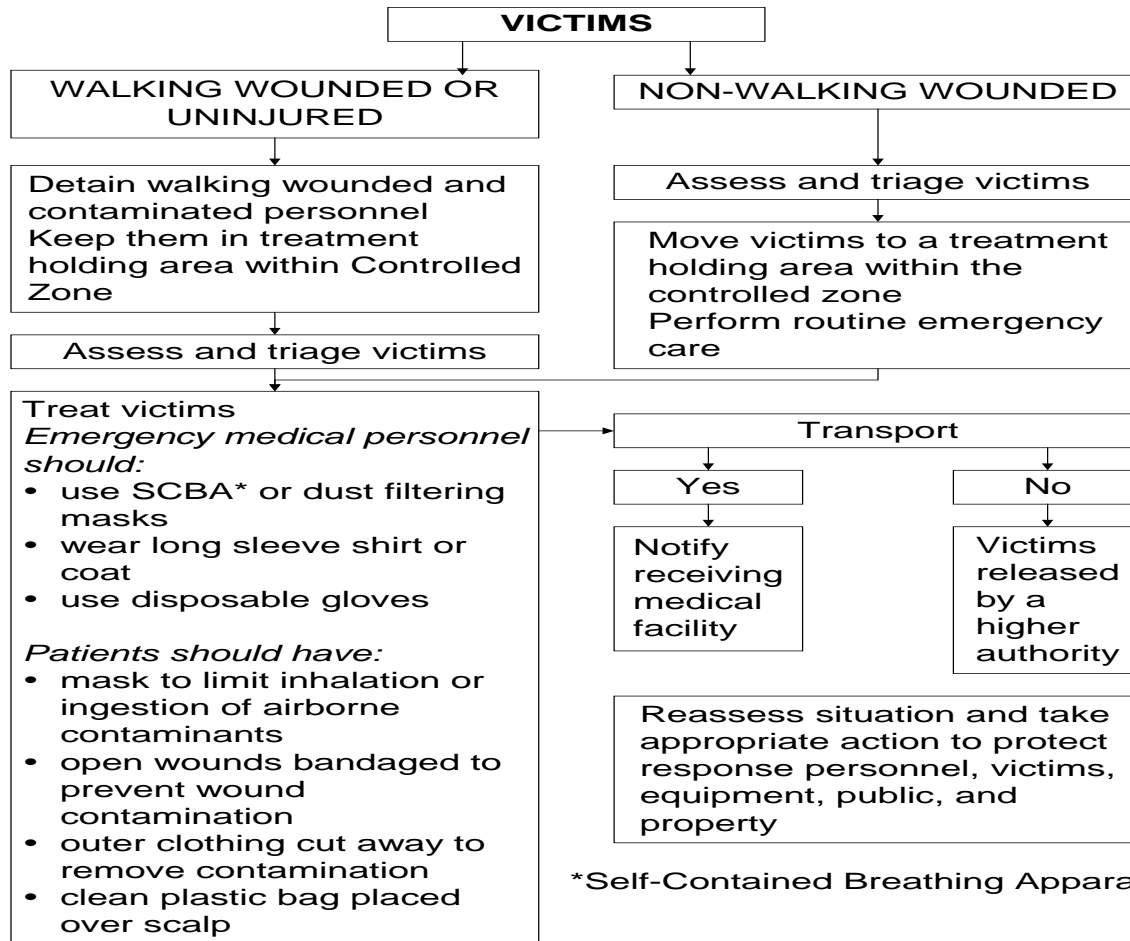 VICTIMS
WALKING WOUNDED OR
UNINJURED
Detain walking wounded and
contaminated personnel
Keep them in treatment
holding area within Controlled
Zone
Assess and triage victims
NON-WALKING WOUNDED
Assess and triage victims
Move victims to a treatment
holding area within the
controlled zone
Perform routine emergency
care
Treat victims
Emergency medical personnel
should:
• use SCBA* or dust filtering
masks
• wear long sleeve shirt or
coat
• use disposable gloves
Patients should have:
• mask to limit inhalation or
ingestion of airborne
contaminants
• open wounds bandaged to
prevent wound
contamination
• outer clothing cut away to
remove contamination
• clean plastic bag placed
over scalp
Transport
Yes
Notify
receiving
medical
facility
No
Victims
released
by a
higher
authority
Reassess situation and take
appropriate action to protect
response personnel, victims,
equipment, public, and
property
*Self-Contained Breathing Appara